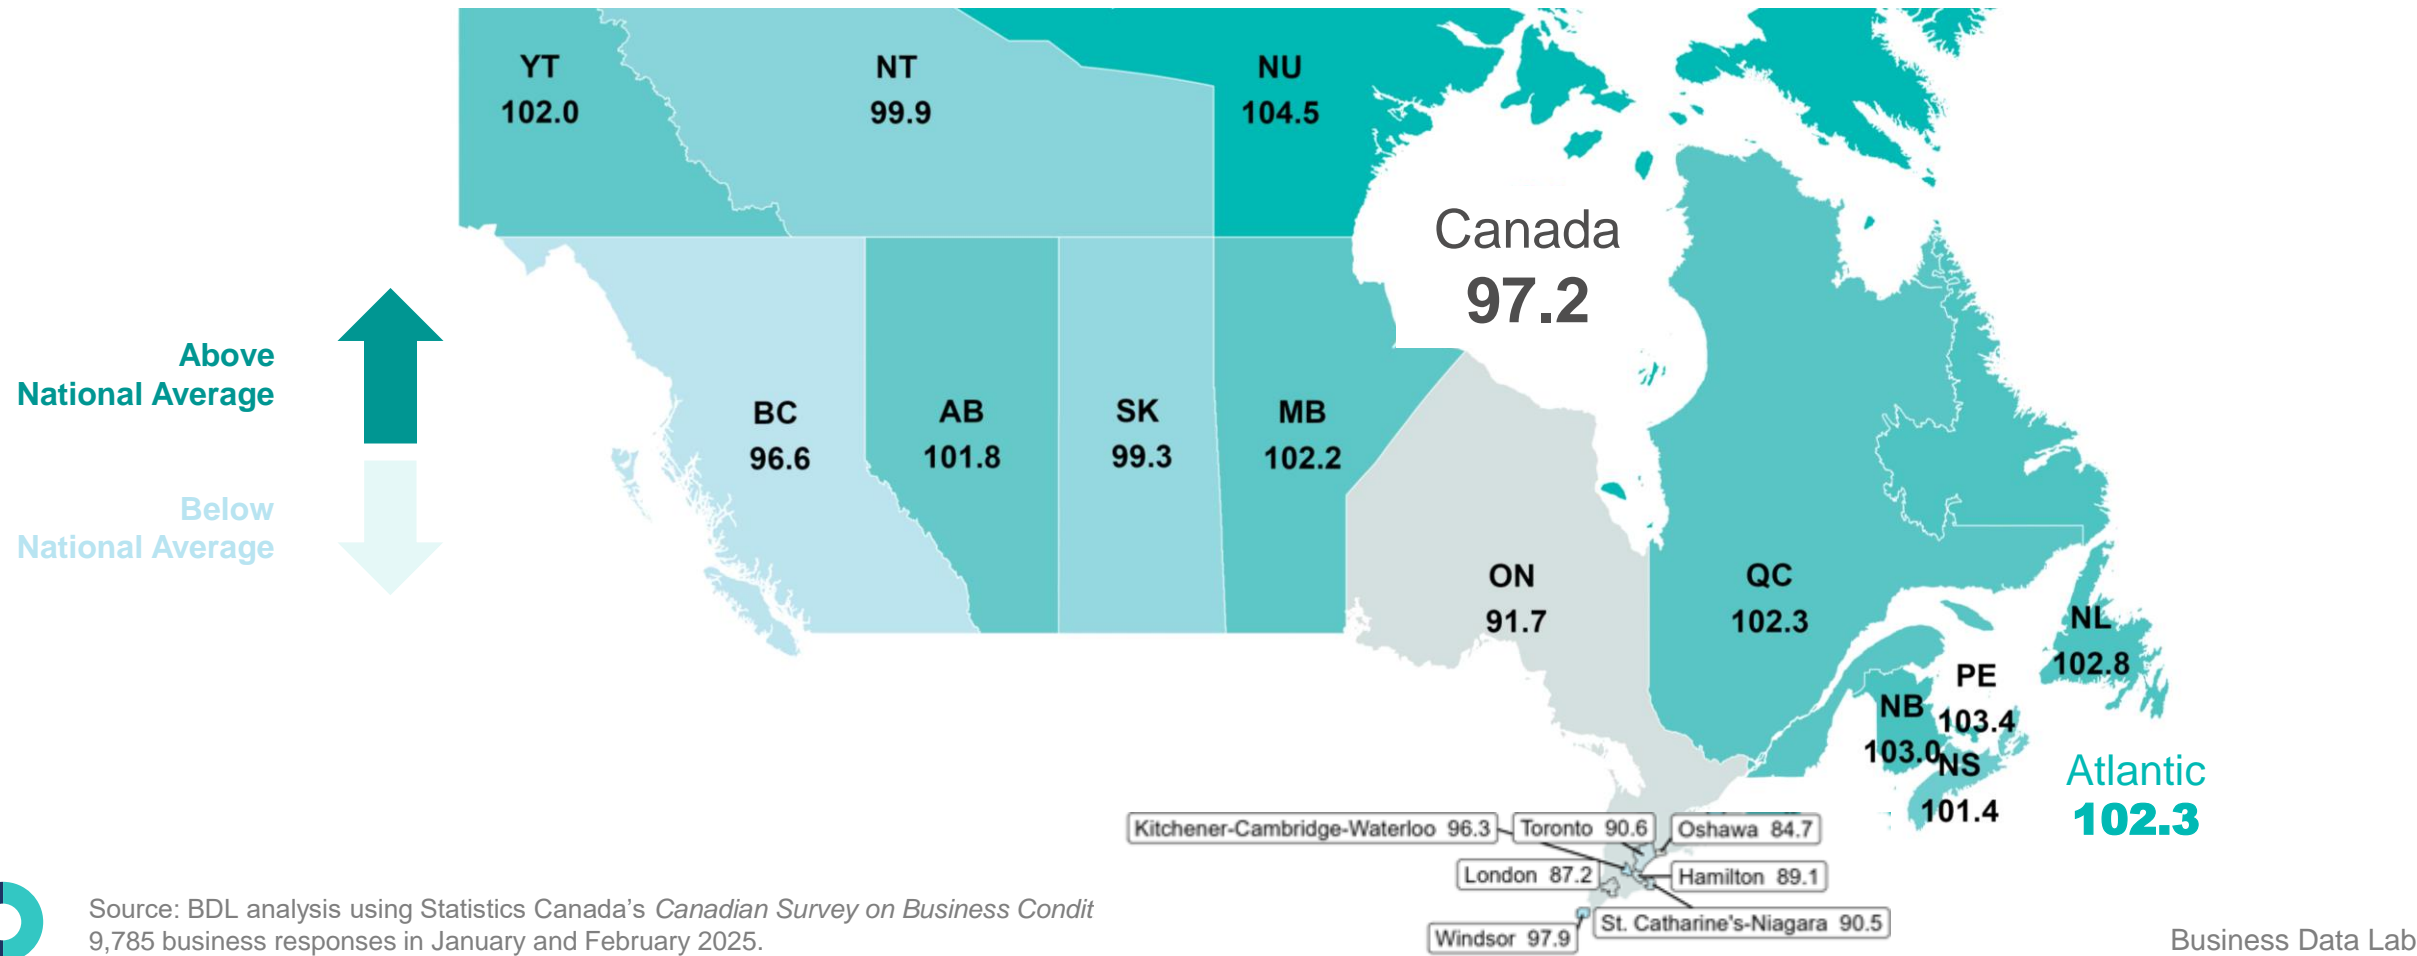 YT
102.0
NT
99.9
NU
104.5
Canada
97.2
Above
National Average
Below
National Average
BC
96.6
AB
101.8
SK
99.3
MB
102.2
ON
91.7
QC
102.3
NL
102.8
PE
103.4
NB
103.0
NS
101.4
Atlantic
102.3
Kitchener-Cambridge-Waterloo 96.3
Toronto 90.6
Oshawa 84.7
London 87.2
Hamilton 89.1
St. Catharine's-Niagara 90.5
Windsor 97.9
Source: BDL analysis using Statistics Canada’s Canadian Survey on Business Condit
9,785 business responses in January and February 2025.
Business Data Lab